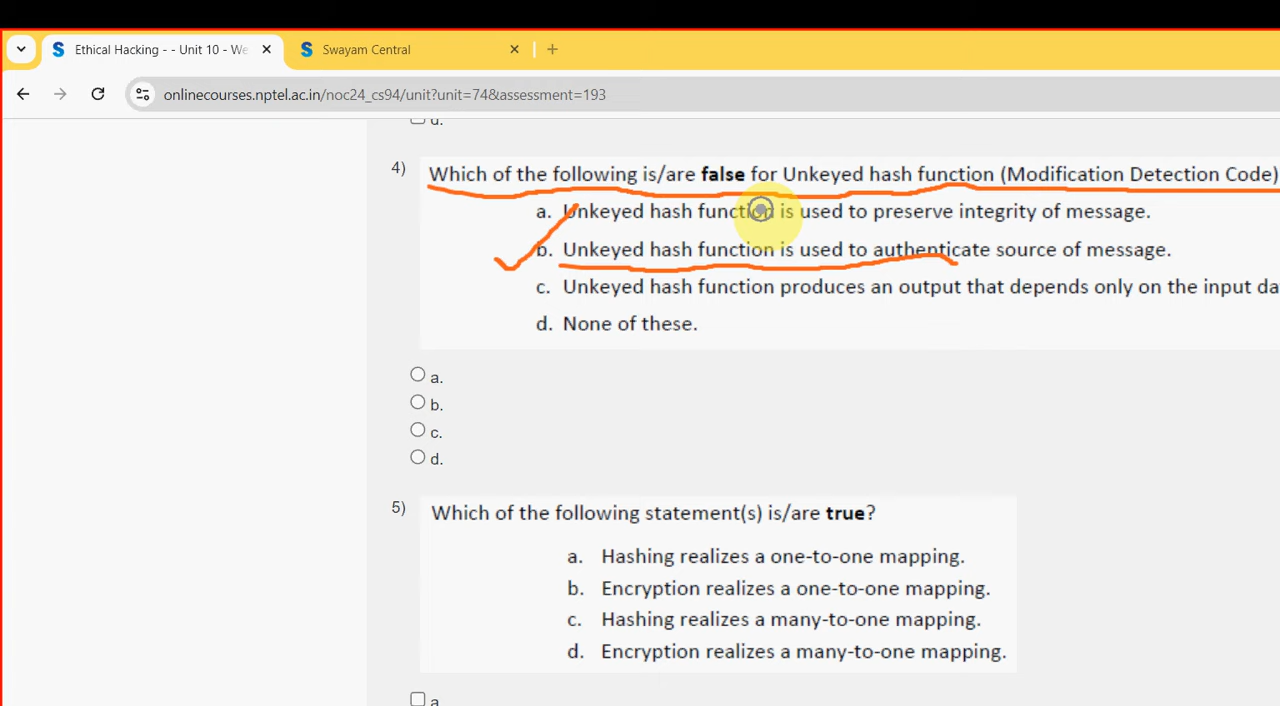 Ethical Hacking - - Unit 10 - We
Swayam Central
onlinecourses.nptel.ac.in/noc24_cs94/unit?unit=74&assessment=193
d.
4) Which of the following is/are false for Unkeyed hash function (Modification Detection Code)
a. Unkeyed hash function is used to preserve integrity of message.
b. Unkeyed hash function is used to authenticate source of message.
c. Unkeyed hash function produces an output that depends only on the input da
d. None of these.
a.
b.
c.
d.
5) Which of the following statement(s) is/are true?
a. Hashing realizes a one-to-one mapping.
b. Encryption realizes a one-to-one mapping.
c. Hashing realizes a many-to-one mapping.
d. Encryption realizes a many-to-one mapping.
a.